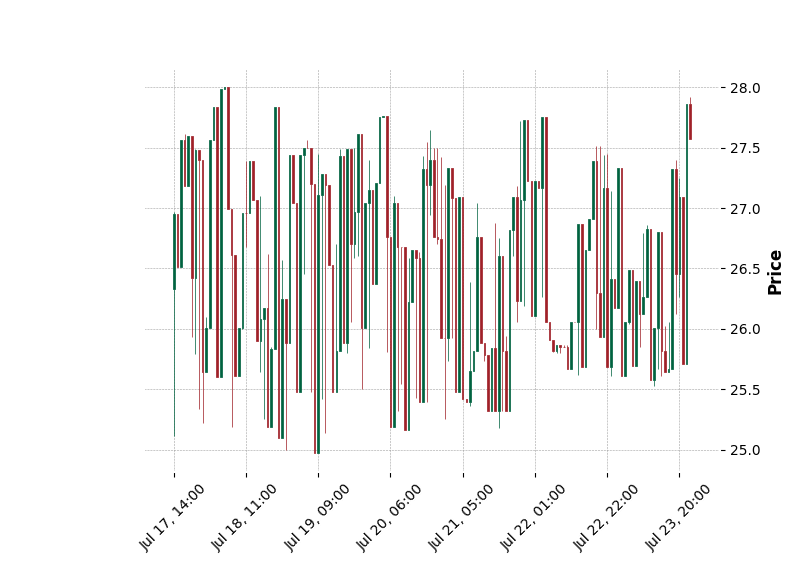 28.0
27.5
27.0
26.5
26.0
25.5
25.0
Price
Jul 17, 14:00
Jul 18, 11:00
Jul 19, 09:00
Jul 20, 06:00
Jul 21, 05:00
Jul 22, 01:00
Jul 22, 22:00
Jul 23, 20:00